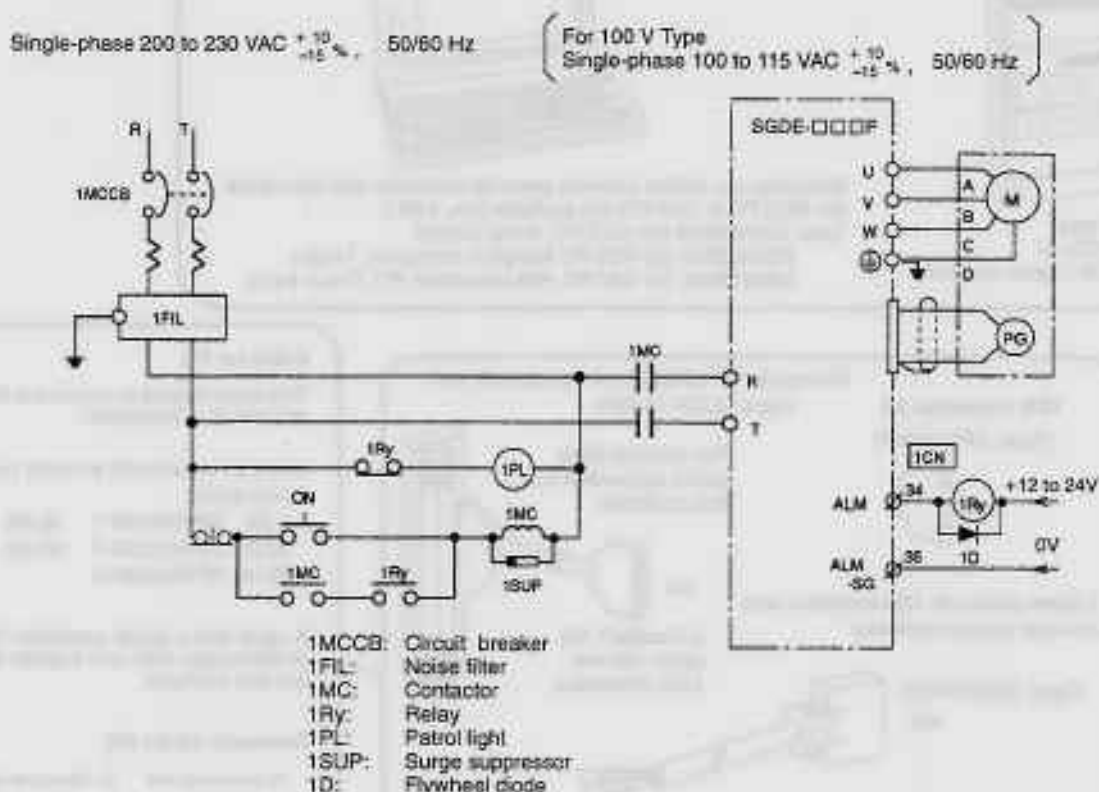 Single-phase 200 to 230 VAC +10 -15 %, 50/60 Hz
For 100 V Type
Single-phase 100 to 115 VAC +10 -15 %, 50/60 Hz
R T
1MCCB
1FIL
SGDE-□□□F
U
V
W
A
B
C
D
M
PG
1MC
R
T
1Ry
1PL
ON
1MC
1SUP
1MC
1Ry
1CN
ALM
34
1Ry
+12 to 24V
1D
ALM
-SG
36
0V
1MCCB: Circuit breaker
1FIL: Noise filter
1MC: Contactor
1Ry: Relay
1PL: Patrol light
1SUP: Surge suppressor
1D: Flywheel diode